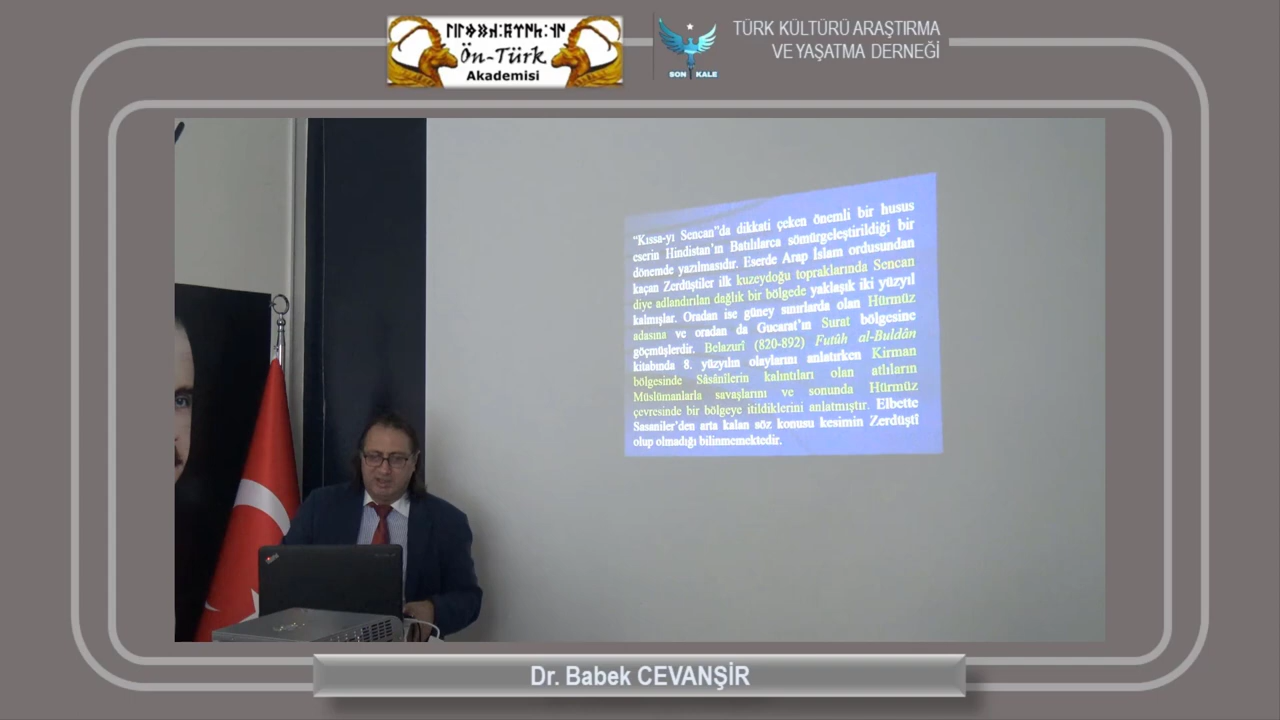 Ön-Türk
Akademisi
SON KALE
TÜRK KÜLTÜRÜ ARAŞTIRMA
VE YAŞATMA DERNEĞİ
“Kıssa-yı Sencan”da dikkati çeken önemli bir husus
eserin Hindistan’ın Batılılarca sömürgeleştirildiği bir
dönemde yazılmasıdır. Eserde Arap İslam ordusundan
kaçan Zerdüştiler ilk kuzeydoğu topraklarında Sencan
diye adlandırılan dağlık bir bölgede yaklaşık iki yüzyıl
kalmışlar. Oradan ise güney sınırlarda olan Hürmüz
adasına ve oradan da Gucarat’ın Surat bölgesine
göçmüşlerdir. Belazurî (820-892) Futûh al-Buldân
kitabında 8. yüzyılın olaylarını anlatırken Kirman
bölgesinde Sâsânîlerin kalıntıları olan atlıların
Müslümanlarla savaşlarını ve sonunda Hürmüz
çevresinde bir bölgeye itildiklerini anlatmıştır. Elbette
Sasaniler’den arta kalan söz konusu kesimin Zerdüştî
olup olmadığı bilinmemektedir.
Dr. Babek CEVANŞİR